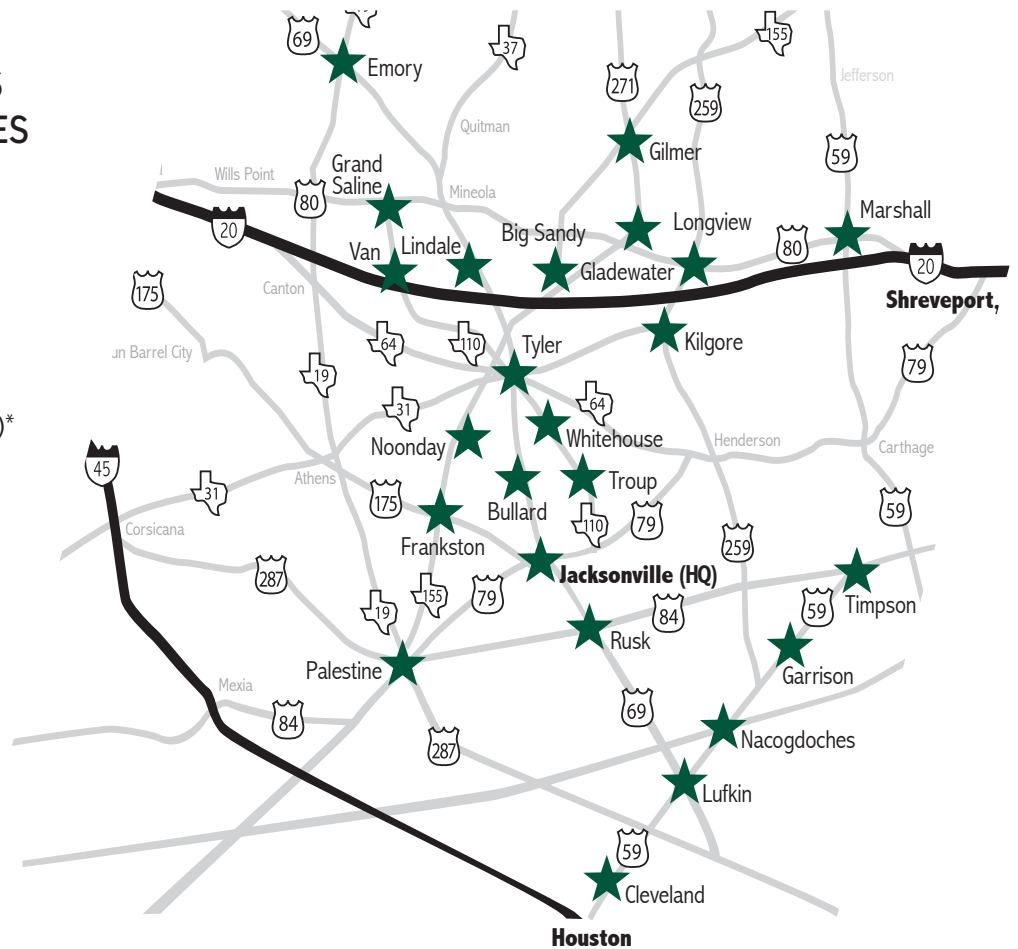 69
37
155
Emory
S
271
259
Jefferson
ES
Quitman
59
Gilmer
Grand
Saline
Wills Point
80
Mineola
Marshall
20
Big Sandy
Longview
Van
Lindale
80
Gladewater
20
175
Canton
Shreveport,
64
110
Tyler
Kilgore
un Barrel City
19
79
)*
31
64
Noonday
Whitehouse
Henderson
Carthage
45
Athens
Troup
31
175
Bullard
110
79
59
Corsicana
Frankston
259
287
Jacksonville (HQ)
19
155
79
84
59
Timpson
Rusk
Palestine
Garrison
Mexia
84
69
287
Nacogdoches
Lufkin
59
Cleveland
Houston